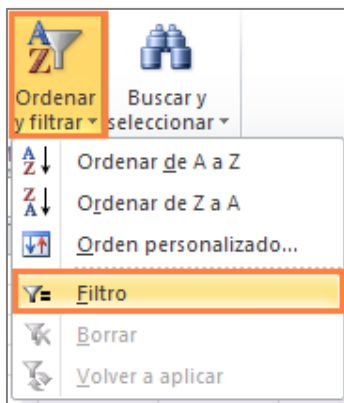 Ordenar y filtrar
Buscar y seleccionar
Ordenar de A a Z
Ordenar de Z a A
Orden personalizado...
Filtro
Borrar
Volver a aplicar